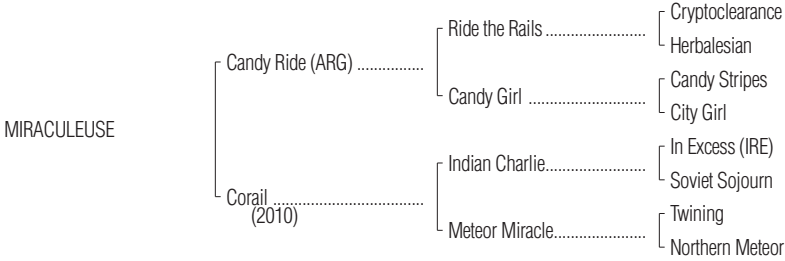 Cryptoclearance
Ride the Rails ........................
Herbalesian
Candy Ride (ARG) ................
Candy Stripes
Candy Girl ............................
City Girl
MIRACULEUSE
In Excess (IRE)
Indian Charlie........................
Soviet Sojourn
Corail ....................................
(2010)
Twining
Meteor Miracle......................
Northern Meteor